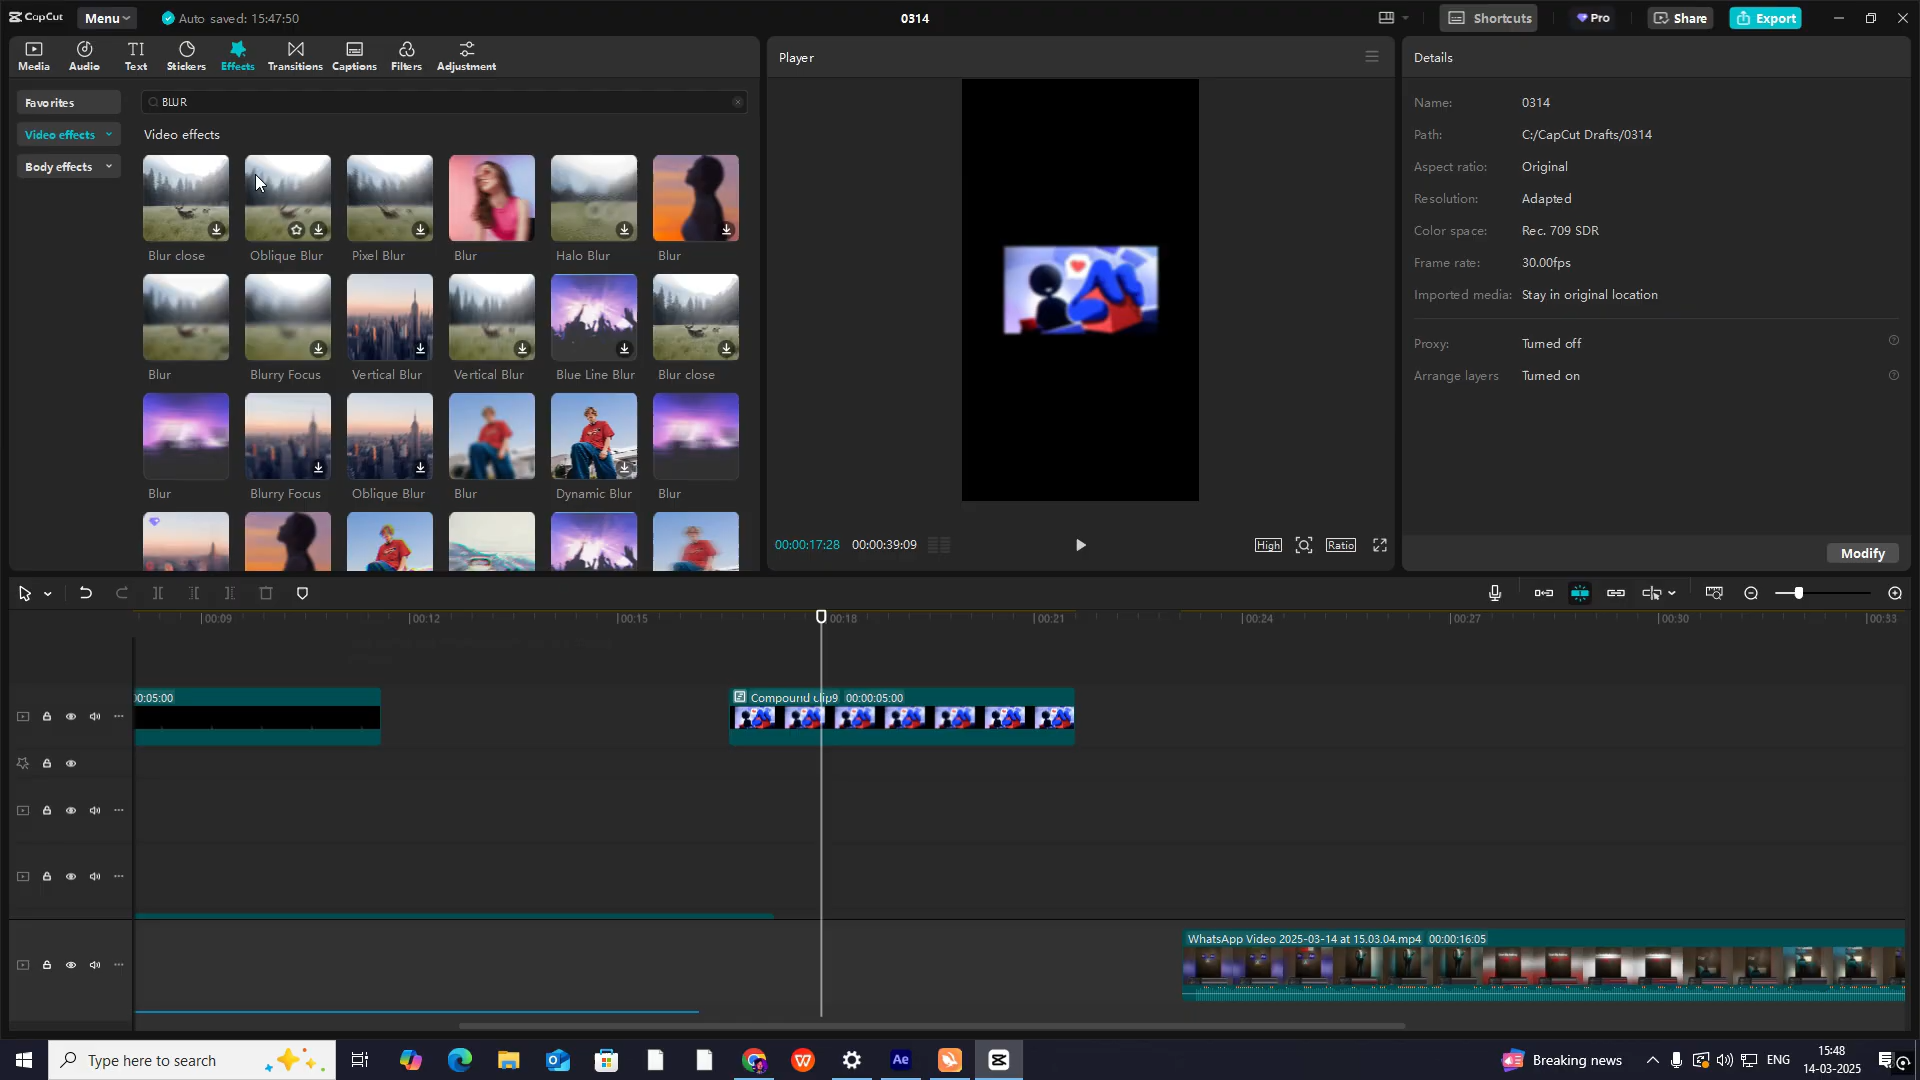 CapCut
Menu
Auto saved: 15:47:50
0314
Shortcuts
Pro
Share
Export
Media
Audio
Text
Stickers
Effects
Transitions
Captions
Filters
Adjustment
Player
Details
Favorites
Video effects
Body effects
BLUR
Video effects
Blur close
Oblique Blur
Pixel Blur
Blur
Halo Blur
Blur
Blur
Blurry Focus
Vertical Blur
Vertical Blur
Blue Line Blur
Blur close
Blur
Blurry Focus
Oblique Blur
Blur
Dynamic Blur
Blur
00:00:17:28
00:00:39:09
High
Ratio
Name: 0314
Path: C:/CapCut Drafts/0314
Aspect ratio: Original
Resolution: Adapted
Color space: Rec. 709 SDR
Frame rate: 30.00fps
Imported media: Stay in original location
Proxy: Turned off
Arrange layers Turned on
Modify
00:09
00:12
00:15
00:18
00:21
00:24
00:27
00:30
00:33
00:05:00
Compound clip9 00:00:05:00
WhatsApp Video 2025-03-14 at 15.03.04.mp4 00:00:16:05
Type here to search
Ae
Breaking news
ENG
15:48
14-03-2025